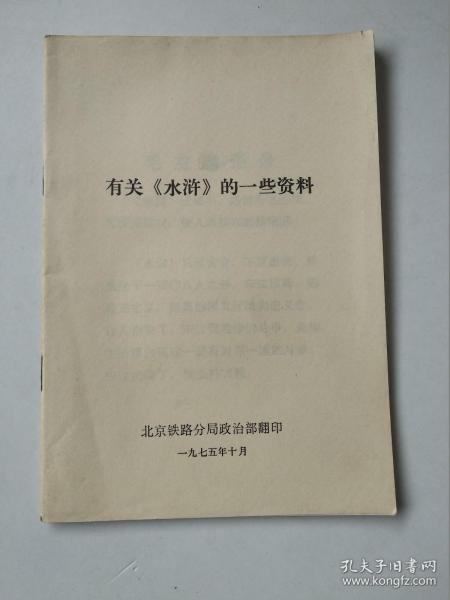 有关《水浒》的一些资料
北京铁路分局政治部翻印
一九七五年十月
孔夫子旧书网
www.kongfz.com